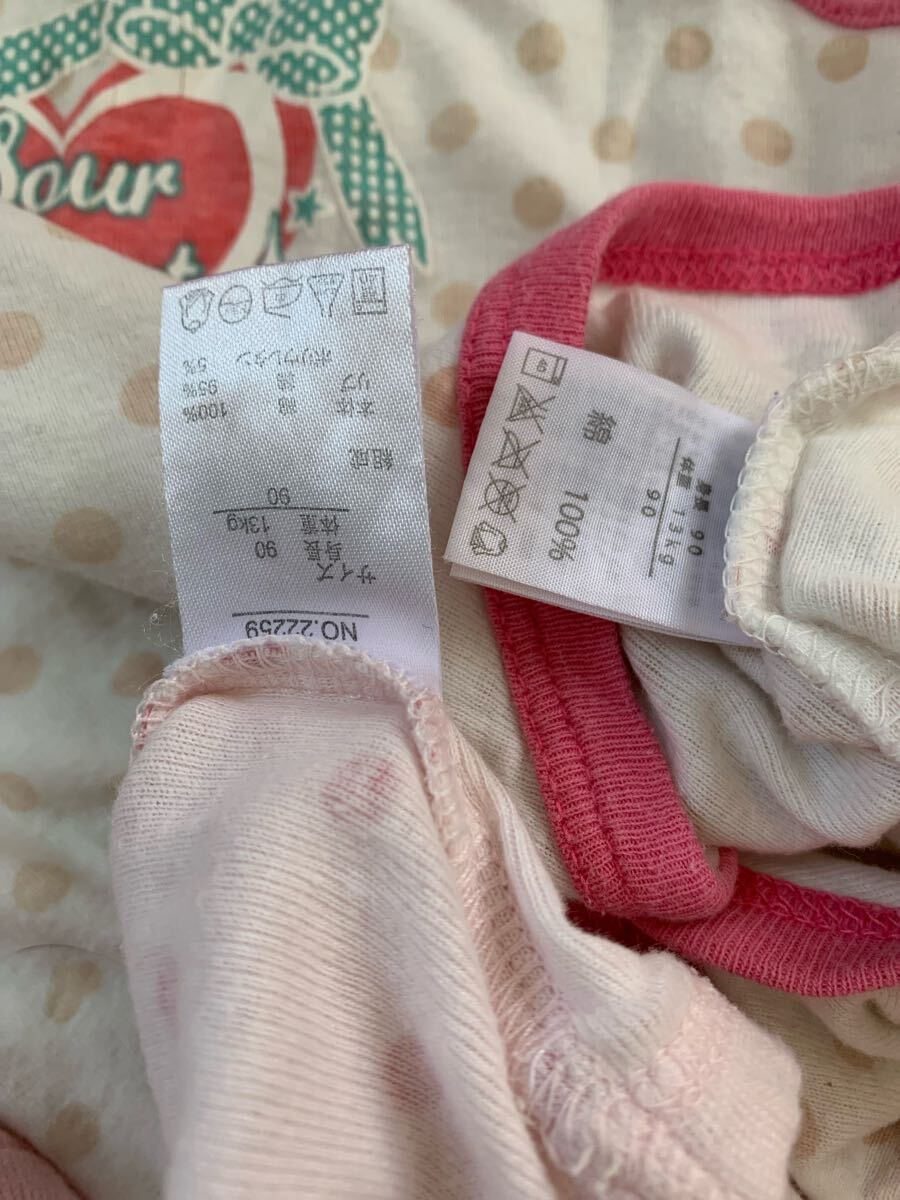 Sour
NO.22259
サイズ
身長 90
体重 13kg
90
組成
本体 綿 100%
リブ 綿 95%
ポリウレタン 5%
身長 90
体重 13kg
90
綿 100%
6